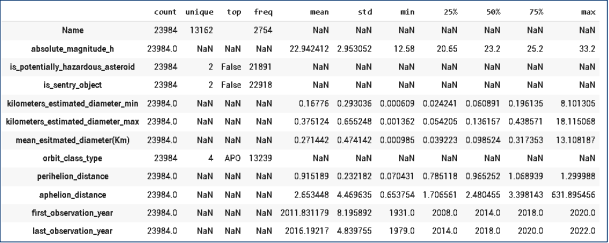 count unique top freq mean std min 25% 50% 75% max
Name 23984 13162 2754 NaN NaN NaN NaN NaN NaN NaN
absolute_magnitude_h 23984.0 NaN NaN NaN 22.942412 2.953052 12.58 20.65 23.2 25.2 33.2
is_potentially_hazardous_asteroid 23984 2 False 21891 NaN NaN NaN NaN NaN NaN NaN
is_sentry_object 23984 2 False 22918 NaN NaN NaN NaN NaN NaN NaN
kilometers_estimated_diameter_min 23984.0 NaN NaN NaN 0.16776 0.293036 0.000609 0.024241 0.060891 0.196135 8.101305
kilometers_estimated_diameter_max 23984.0 NaN NaN NaN 0.375124 0.655248 0.001362 0.054205 0.136157 0.438571 18.115068
mean_esitmated_diameter(Km) 23984.0 NaN NaN NaN 0.271442 0.474142 0.000985 0.039223 0.098524 0.317353 13.108187
orbit_class_type 23984 4 APO 13239 NaN NaN NaN NaN NaN NaN NaN
perihelion_distance 23984.0 NaN NaN NaN 0.915189 0.232182 0.070431 0.785118 0.965252 1.068939 1.299988
aphelion_distance 23984.0 NaN NaN NaN 2.653448 4.469635 0.653754 1.706561 2.480455 3.398143 631.895456
first_observation_year 23984.0 NaN NaN NaN 2011.831179 8.195892 1931.0 2008.0 2014.0 2018.0 2020.0
last_observation_year 23984.0 NaN NaN NaN 2016.19217 4.839755 1979.0 2014.0 2018.0 2020.0 2022.0